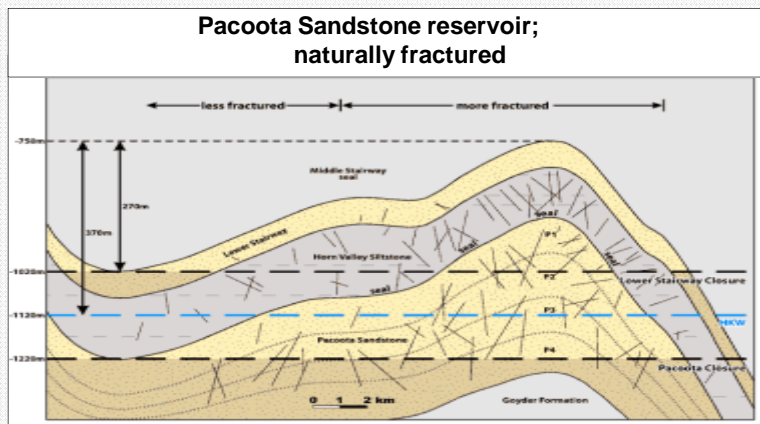 Pacoota Sandstone reservoir;
naturally fractured
less fractured
more fractured
-750m
Middle Stairway
seal
270m
370m
Lower Stairway
Horn Valley Siltstone
seal
seal
seal
seal
P1
-1020m
P2
Lower Stairway Closure
-1120m
P3
HKW
Pacoota Sandstone
P4
-1220m
Pacoota Closure
0 1 2 km
Goyder Formation